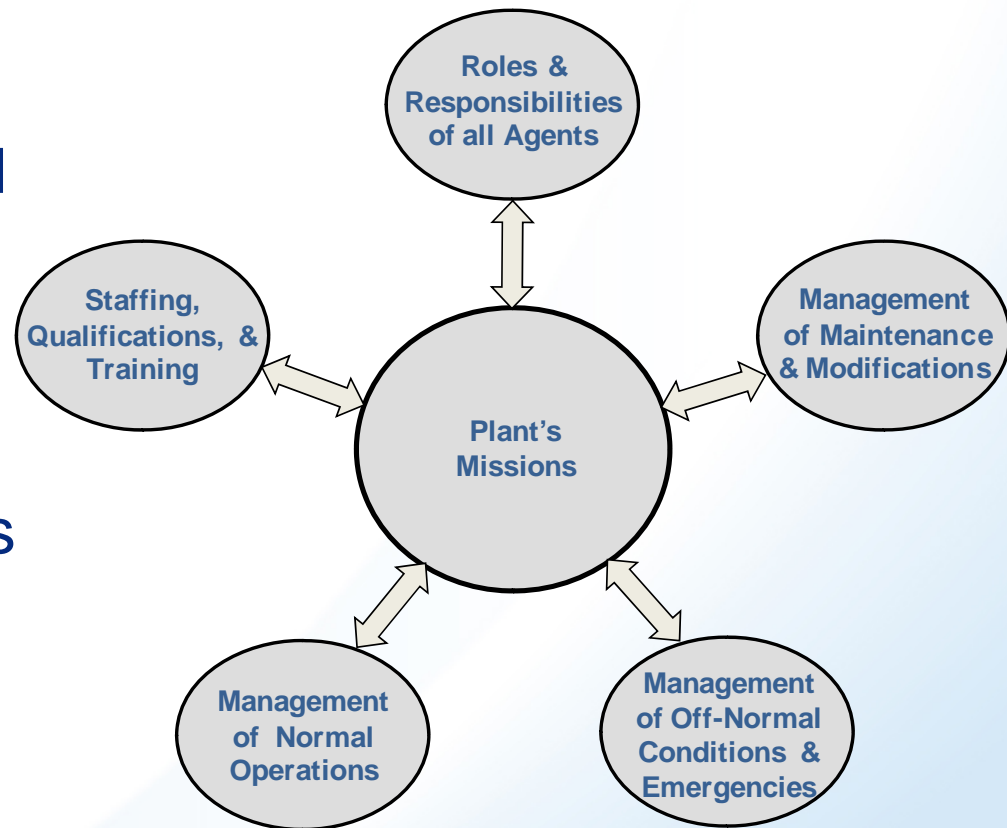 Roles &
Responsibilities
of all Agents
Staffing,
Qualifications, &
Training
Management
of Maintenance
& Modifications
Plant's
Missions
s
Management
of Normal
Operations
Management
of Off-Normal
Conditions &
Emergencies